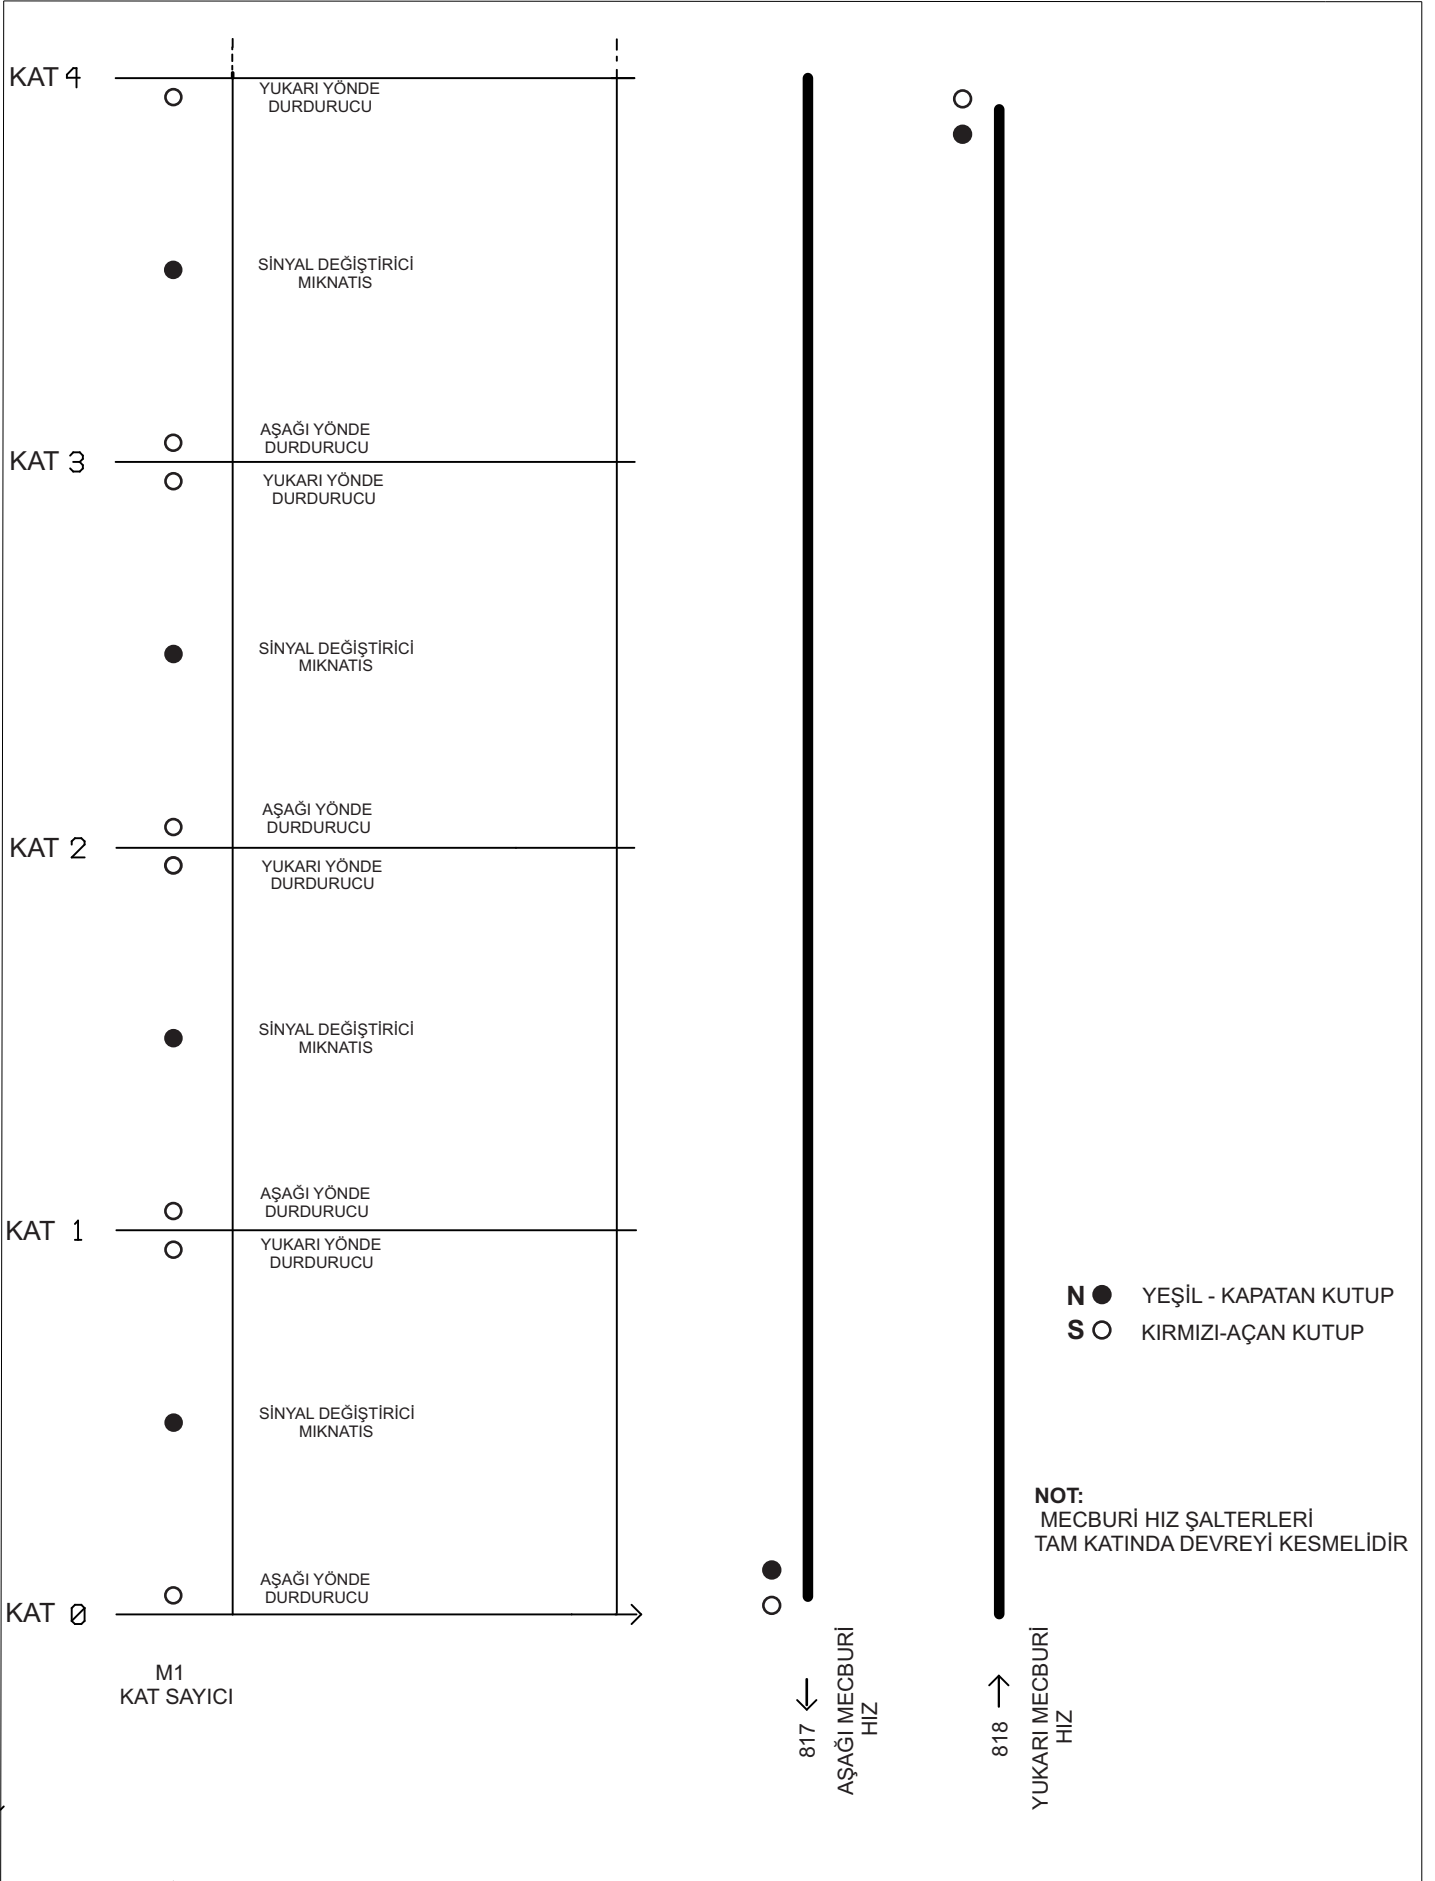 KAT 4
YUKARI YÖNDE
DURDURUCU
SİNYAL DEĞİŞTİRİCİ
MIKNATIS
AŞAĞI YÖNDE
DURDURUCU
KAT 3
YUKARI YÖNDE
DURDURUCU
SİNYAL DEĞİŞTİRİCİ
MIKNATIS
AŞAĞI YÖNDE
DURDURUCU
KAT 2
YUKARI YÖNDE
DURDURUCU
SİNYAL DEĞİŞTİRİCİ
MIKNATIS
AŞAĞI YÖNDE
DURDURUCU
KAT 1
YUKARI YÖNDE
DURDURUCU
SİNYAL DEĞİŞTİRİCİ
MIKNATIS
AŞAĞI YÖNDE
DURDURUCU
KAT 0
M1
KAT SAYICI
817
AŞAĞI MECBURİ
HIZ
818
YUKARI MECBURİ
HIZ
N YEŞİL - KAPATAN KUTUP
S KIRMIZI-AÇAN KUTUP
NOT:
MECBURİ HIZ ŞALTERLERİ
TAM KATINDA DEVREYİ KESMELİDİR